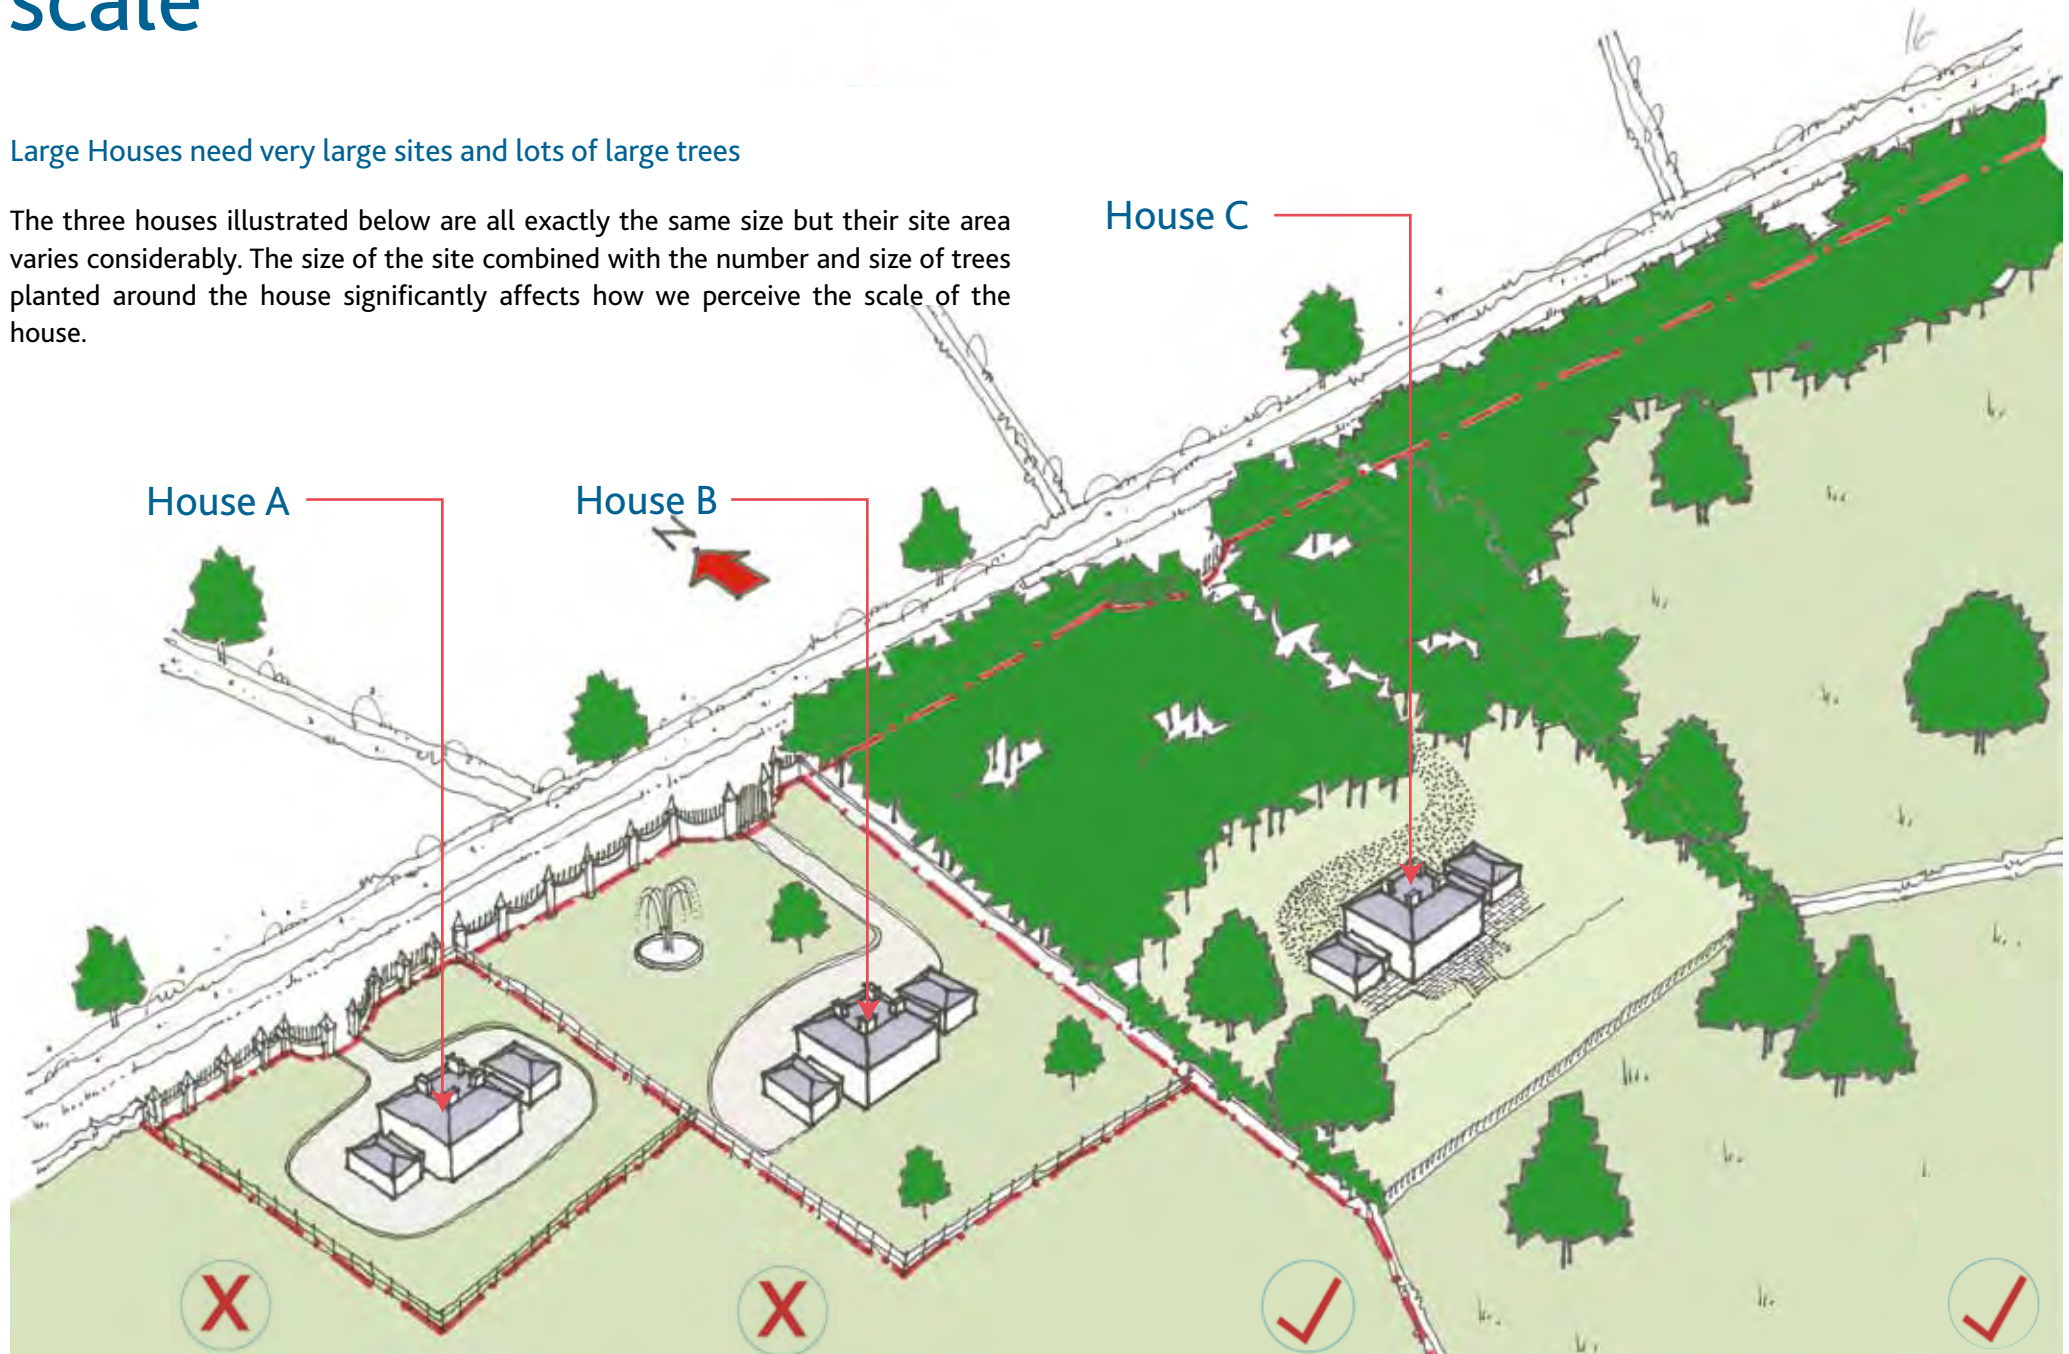 scale
Large Houses need very large sites and lots of large trees
The three houses illustrated below are all exactly the same size but their site area
varies considerably. The size of the site combined with the number and size of trees
planted around the house significantly affects how we perceive the scale of the
house.
House C
House A
House B
N
16
X
X